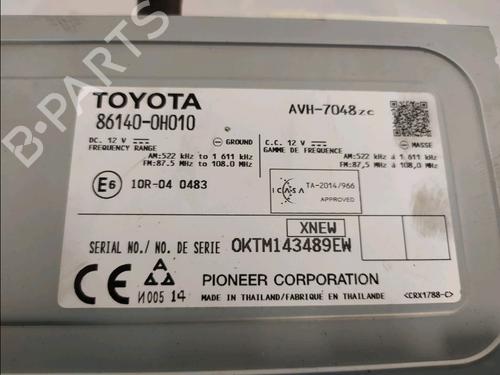 TOYOTA
86140-0H010
AVH-7048zc
DC. 12 V GROUND
FREQUENCY RANGE
AM:522 kHz to 1 611 kHz
FM:87.5 MHz to 108.0 MHz
C.C. 12 V MASSE
GAMME DE FREQUENCE
AM:522 kHz à 1 611 kHz
FM:87,5 MHz à 108,0 MHz
E6 10R-04 0483
ICASA TA-2014/966
APPROVED
XNEW
SERIAL NO./ NO. DE SERIE OKTM143489EW
CE N005 14
PIONEER CORPORATION
MADE IN THAILAND/FABRIQUÉ EN THAILANDE
<CRX1788-C>
B-PARTS